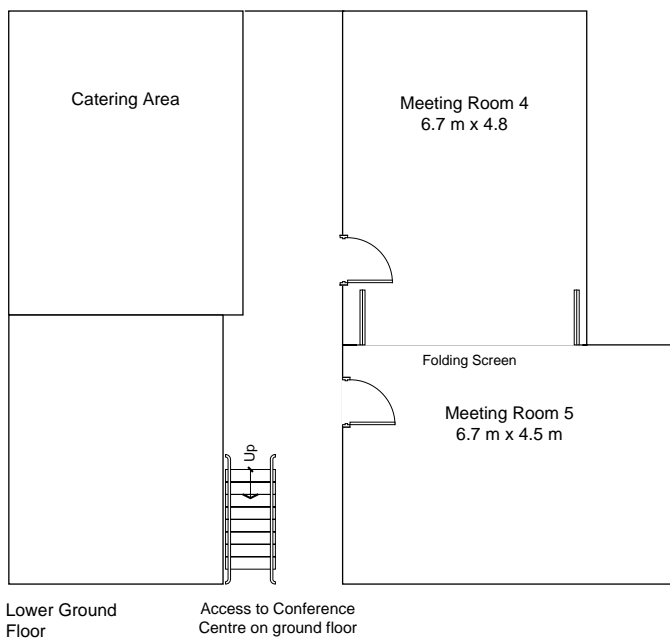 Catering Area
Meeting Room 4
6.7 m x 4.8
Folding Screen
Meeting Room 5
6.7 m x 4.5 m
Up
Lower Ground
Floor
Access to Conference
Centre on ground floor